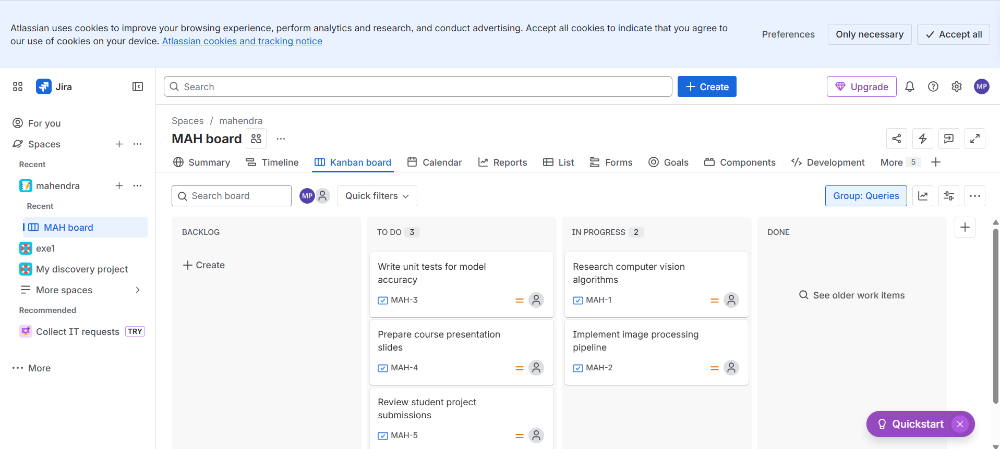 Atlassian uses cookies to improve your browsing experience, perform analytics and research, and conduct advertising. Accept all cookies to indicate that you agree to
our use of cookies on your device. Atlassian cookies and tracking notice
Preferences
Only necessary
Accept all
Jira
Search
Create
Upgrade
MP
For you
Spaces
Recent
mahendra
Recent
MAH board
exe1
My discovery project
More spaces
Recommended
Collect IT requests TRY
More
Spaces / mahendra
MAH board
Summary
Timeline
Kanban board
Calendar
Reports
List
Forms
Goals
Components
Development
More 5
Search board
MP
Quick filters
Group: Queries
BACKLOG
Create
TO DO 3
Write unit tests for model
accuracy
MAH-3
Prepare course presentation
slides
MAH-4
Review student project
submissions
MAH-5
IN PROGRESS 2
Research computer vision
algorithms
MAH-1
Implement image processing
pipeline
MAH-2
DONE
See older work items
Quickstart